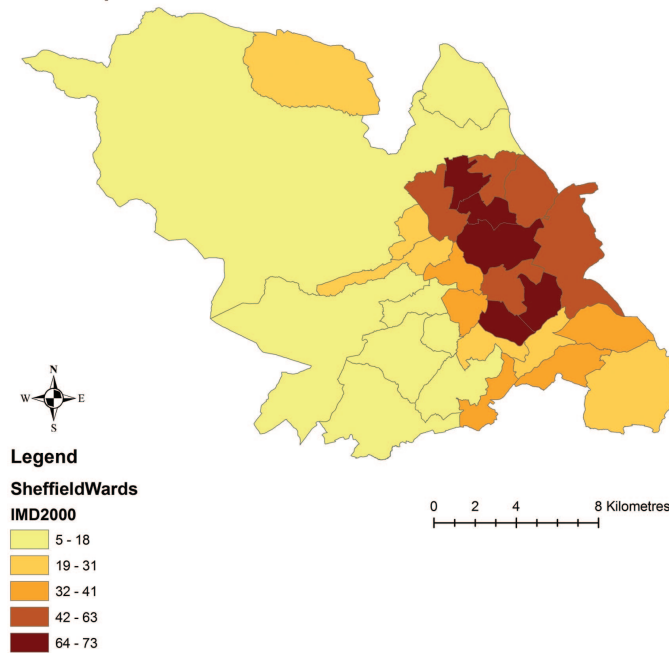 N
W E
S
Legend
SheffieldWards
IMD2000
5 - 18
19 - 31
32 - 41
42 - 63
64 - 73
0 2 4 8 Kilometres